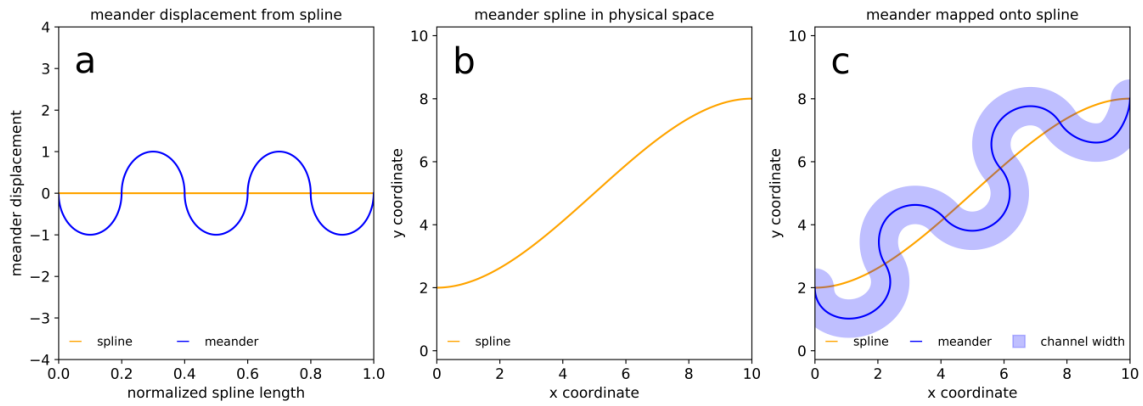 meander displacement from spline
a
4
3
2
1
0
−1
−2
−3
−4
meander displacement
spline
meander
0.0 0.2 0.4 0.6 0.8 1.0
normalized spline length
meander spline in physical space
b
10
8
6
4
2
0
y coordinate
spline
0 2 4 6 8 10
x coordinate
meander mapped onto spline
c
10
8
6
4
2
0
y coordinate
spline
meander
channel width
0 2 4 6 8 10
x coordinate